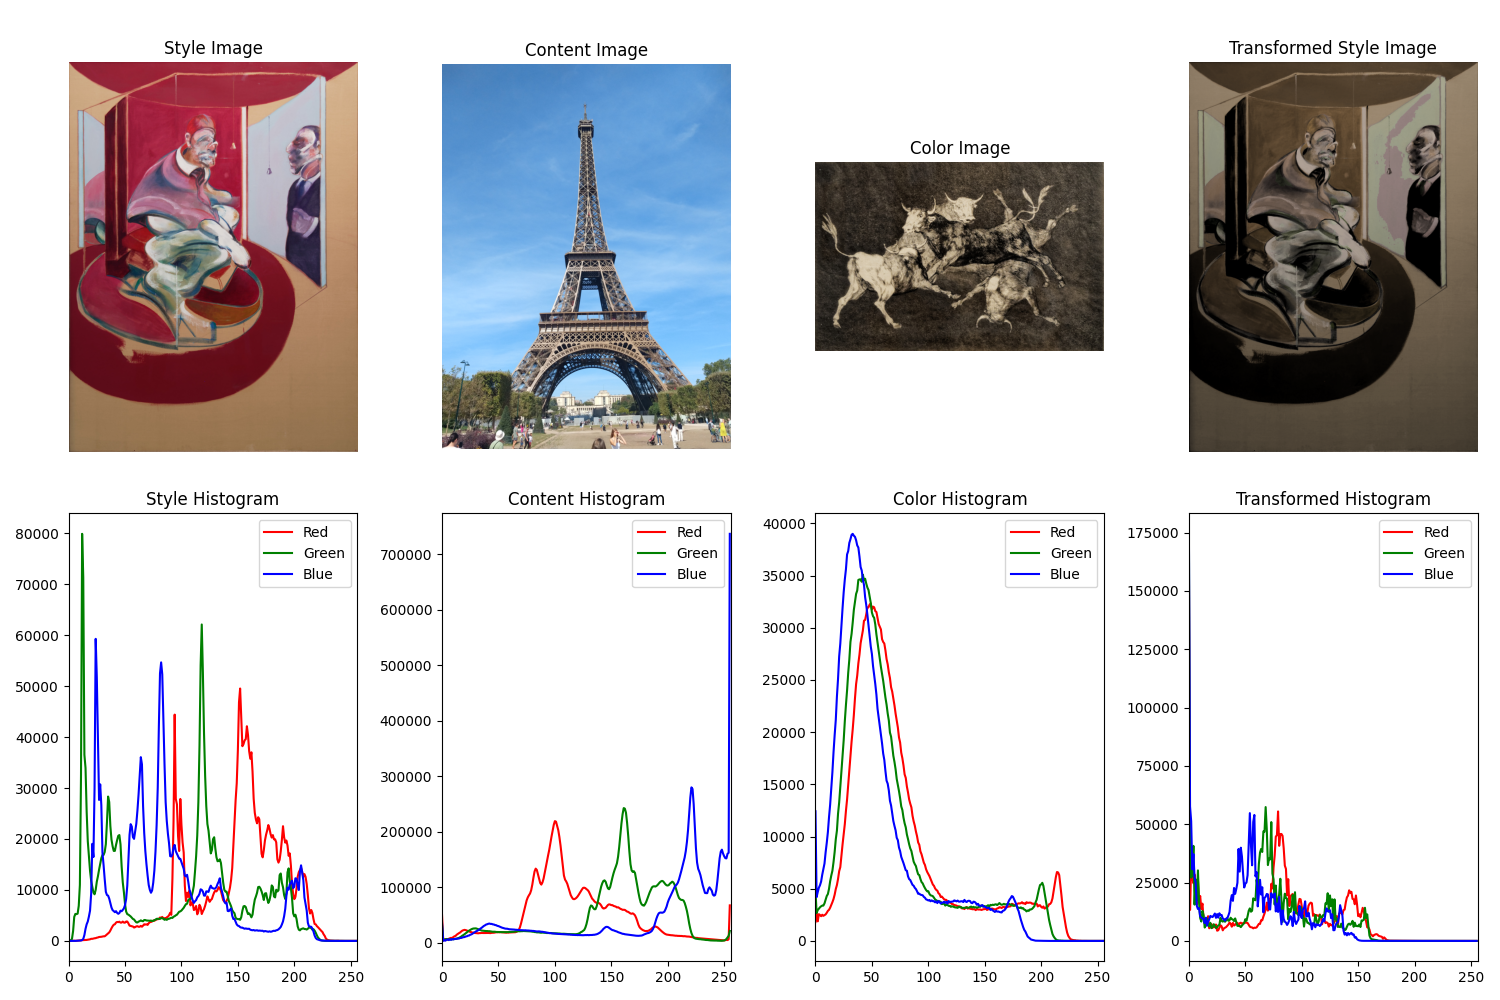 Style Image
Content Image
Color Image
Transformed Style Image
Style Histogram
80000
70000
60000
50000
40000
30000
20000
10000
0
0 50 100 150 200 250
Red
Green
Blue
Content Histogram
700000
600000
500000
400000
300000
200000
100000
0
0 50 100 150 200 250
Red
Green
Blue
Color Histogram
40000
35000
30000
25000
20000
15000
10000
5000
0
0 50 100 150 200 250
Red
Green
Blue
Transformed Histogram
175000
150000
125000
100000
75000
50000
25000
0
0 50 100 150 200 250
Red
Green
Blue